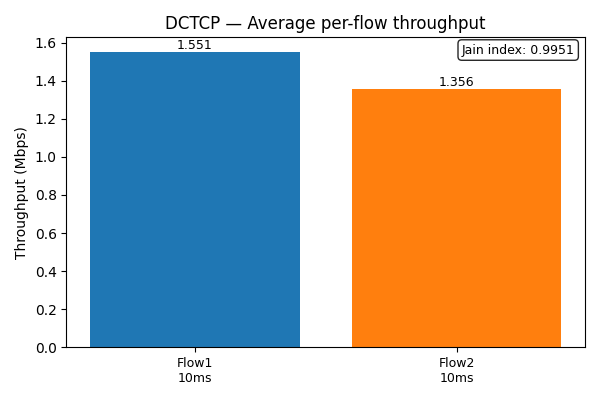 DCTCP — Average per-flow throughput
Jain index: 0.9951
1.551
1.356
Throughput (Mbps)
1.6
1.4
1.2
1.0
0.8
0.6
0.4
0.2
0.0
Flow1
10ms
Flow2
10ms